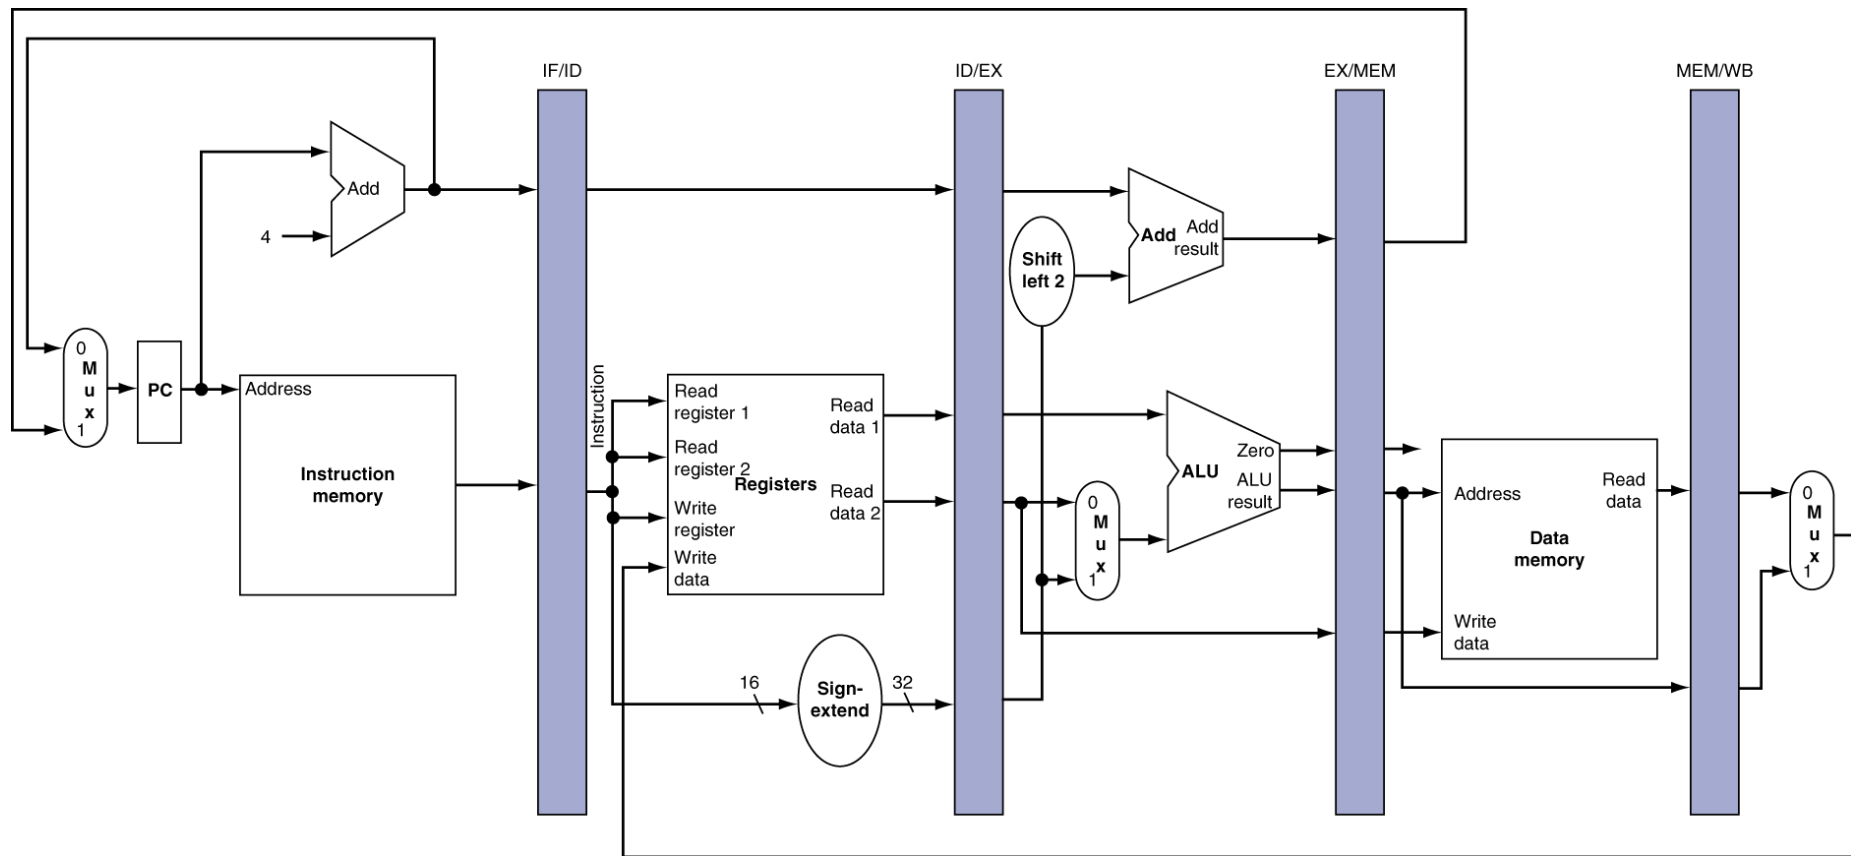 IF/ID
ID/EX
EX/MEM
MEM/WB
Add
4
Add
Add
result
Shift
left 2
0
M
u
x
1
PC
Address
Instruction
memory
Instruction
Read
register 1
Read
register 2
Write
register
Write
data
Registers
Read
data 1
Read
data 2
16
Sign-
extend
32
0
M
u
x
1
Zero
ALU
ALU
result
Address
Read
data
Data
memory
Write
data
0
M
u
x
1